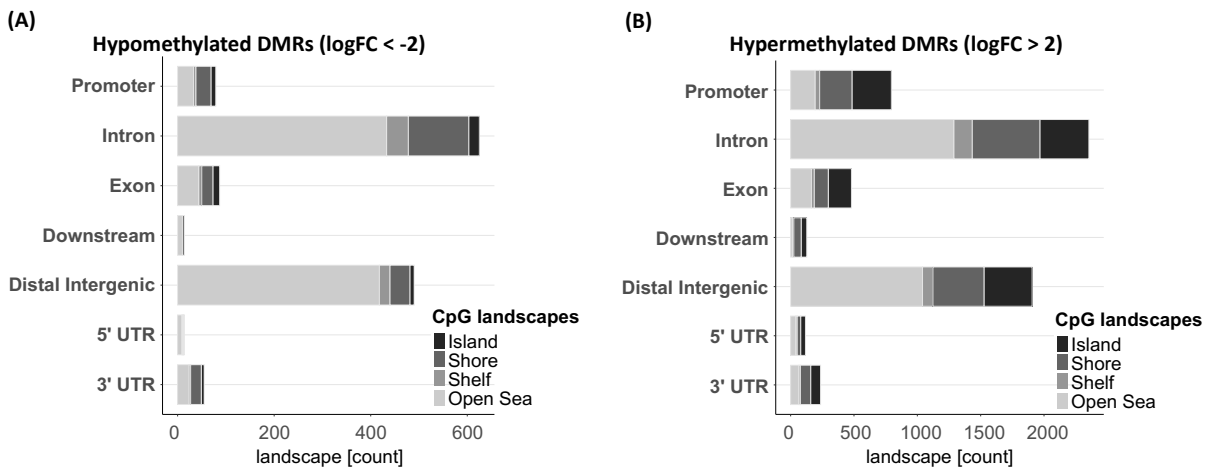 (A)
Hypomethylated DMRs (logFC < -2)
Promoter
Intron
Exon
Downstream
Distal Intergenic
5' UTR
3' UTR
CpG landscapes
Island
Shore
Shelf
Open Sea
0 200 400 600
landscape [count]
(B)
Hypermethylated DMRs (logFC > 2)
Promoter
Intron
Exon
Downstream
Distal Intergenic
5' UTR
3' UTR
CpG landscapes
Island
Shore
Shelf
Open Sea
0 500 1000 2000
landscape [count]